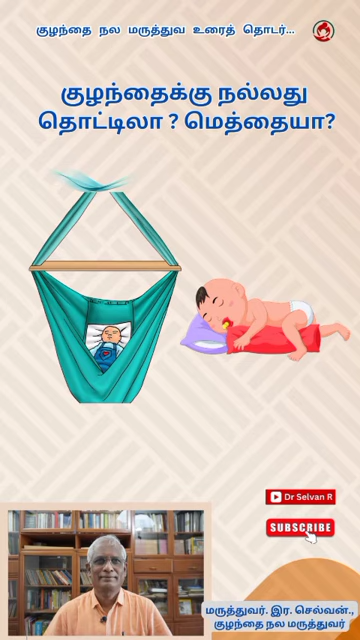 குழந்தை நல மருத்துவ உரைத் தொடர்...
குழந்தைக்கு நல்லது
தொட்டிலா ? மெத்தையா?
Dr Selvan R
SUBSCRIBE
மருத்துவர். இர. செல்வன்.,
குழந்தை நல மருத்துவர்